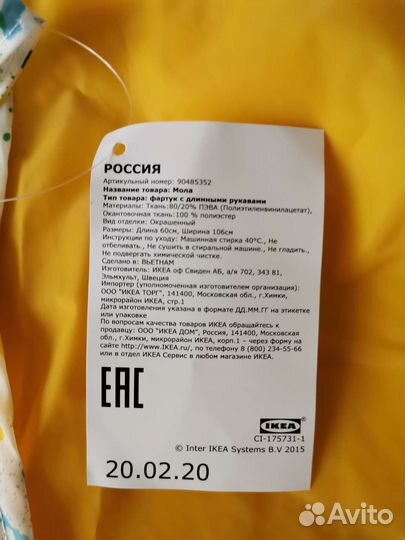 РОССИЯ
Артикульный номер: 90485352
Название товара: Мола
Тип товара: фартук с длинными рукавами
Материалы: Ткань:80/20% ПЭВА (Полиэтиленвинилацетат),
Окантовочная ткань:100 % полиэстер
Вид отделки: Окрашенный
Размеры: Длина 60см, Ширина 106см
Инструкции по уходу: Машинная стирка 40°C., Не
отбеливать., Не сушить в стиральной машине., Не гладить.,
Не подвергать химической чистке.
Сделано в: ВЬЕТНАМ
Изготовитель: ИКЕА оф Свиден АБ, а/я 702, 343 81,
Эльмхульт, Швеция
Импортер (уполномоченная изготовителем организация):
ООО "ИКЕА ТОРГ", 141400, Московская обл., г.Химки,
микрорайон ИКЕА, стр.1
Дата изготовления указана в формате ДД.ММ.ГГ на этикетке
или упаковке
По вопросам качества товаров ИКЕА обращайтесь к
продавцу: ООО "ИКЕА ДОМ", Россия, 141400, Московская
обл., г.Химки, микрорайон ИКЕА, корп.1 – через форму на
сайте http://www.IKEA.ru/, по телефону 8 (800) 234-55-66
или в отдел ИКЕА Сервис в любом магазине ИКЕА.
ЕАС
IKEA
CI-175731-1
© Inter IKEA Systems B.V 2015
20.02.20
Avito